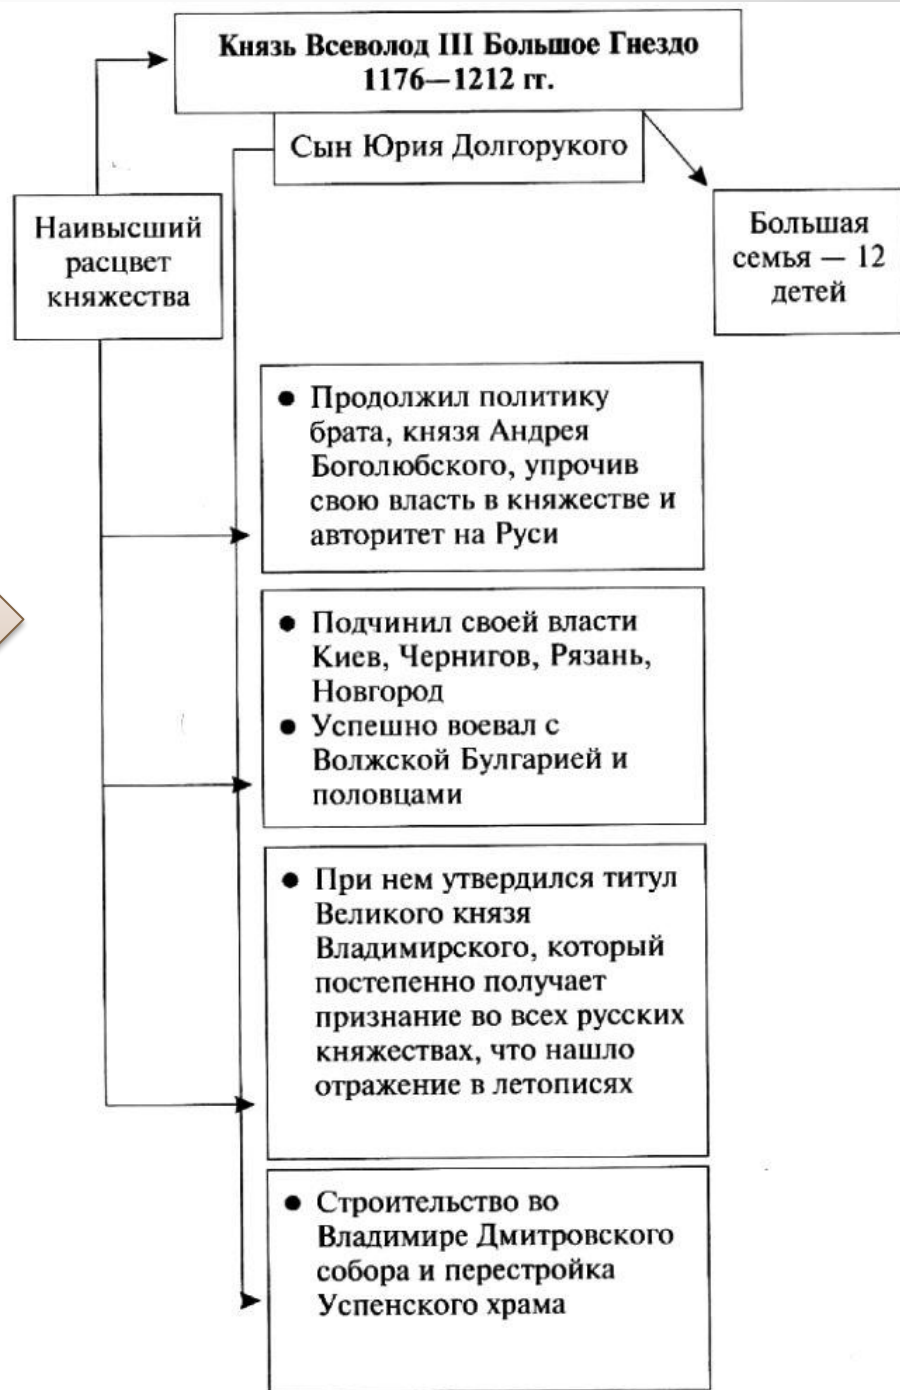 Князь Всеволод III Большое Гнездо
1176—1212 гг.
Сын Юрия Долгорукого
Наивысший
расцвет
княжества
Большая
семья — 12
детей
● Продолжил политику
брата, князя Андрея
Боголюбского, упрочив
свою власть в княжестве и
авторитет на Руси
● Подчинил своей власти
Киев, Чернигов, Рязань,
Новгород
● Успешно воевал с
Волжской Булгарией и
половцами
● При нем утвердился титул
Великого князя
Владимирского, который
постепенно получает
признание во всех русских
княжествах, что нашло
отражение в летописях
● Строительство во
Владимире Дмитровского
собора и перестройка
Успенского храма